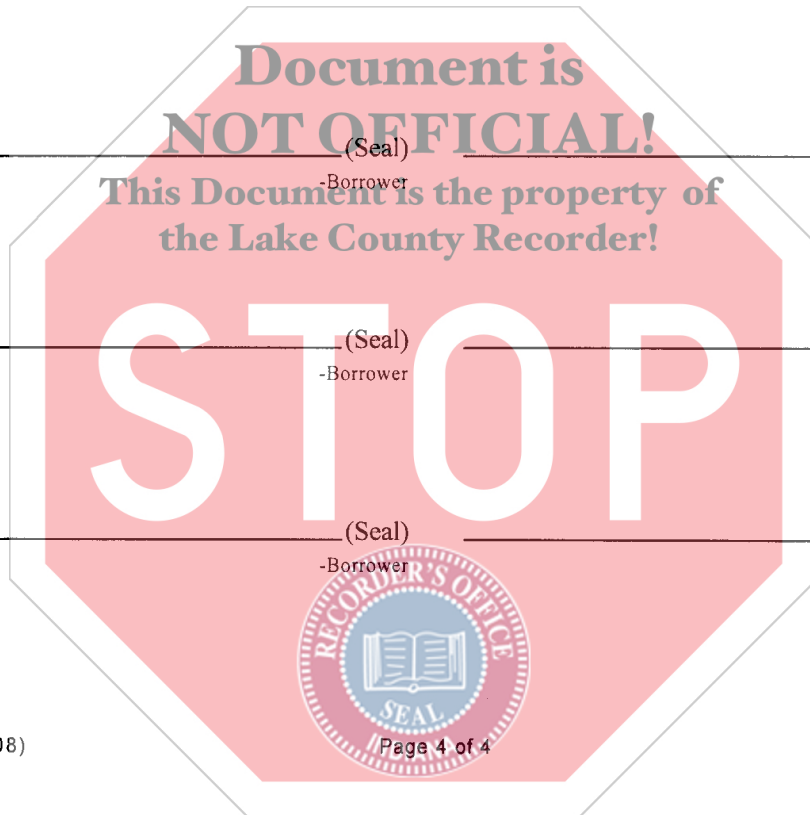 Document is
NOT OFFICIAL!
(Seal)
-Borrower
This Document is the property of
the Lake County Recorder!
STOP
(Seal)
-Borrower
(Seal)
-Borrower
RECORDER'S OFFICE
SEAL
INDIANA
08)
Page 4 of 4